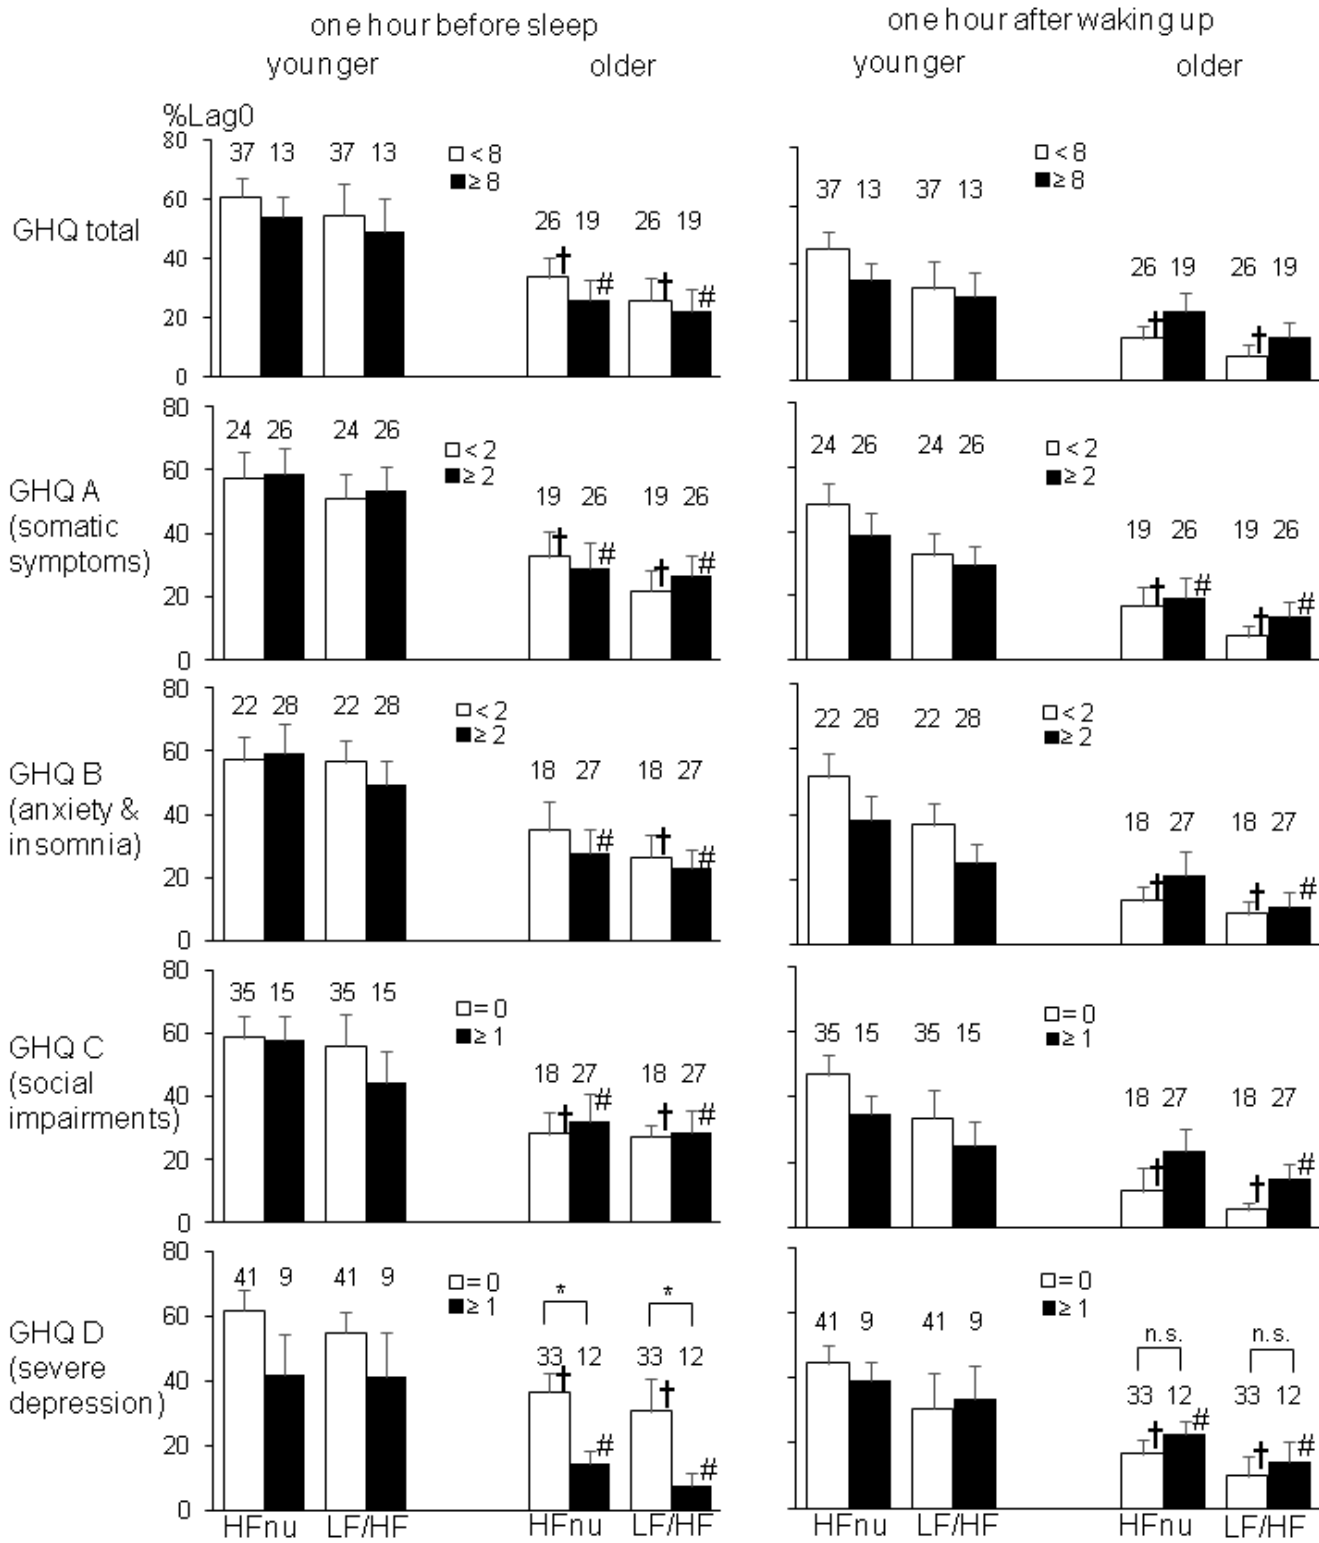 one hour before sleep one hour after waking up
younger older younger older
%Lag0
GHQ total
80
60
40
20
0
37 13 37 13
<8
≥8
26 19 26 19
† # † #
37 13 37 13
<8
≥8
26 19 26 19
† †
GHQ A
(somatic
symptoms)
80
60
40
20
0
24 26 24 26
<2
≥2
19 26 19 26
† # † #
24 26 24 26
<2
≥2
19 26 19 26
† # † #
GHQ B
(anxiety &
insomnia)
80
60
40
20
0
22 28 22 28
<2
≥2
18 27 18 27
# † #
22 28 22 28
<2
≥2
18 27 18 27
† † #
GHQ C
(social
impairments)
80
60
40
20
0
35 15 35 15
=0
≥1
18 27 18 27
† # † #
35 15 35 15
=0
≥1
18 27 18 27
† † #
GHQ D
(severe
depression)
80
60
40
20
0
41 9 41 9
=0
≥1
* *
33 12 33 12
† # † #
41 9 41 9
=0
≥1
n.s. n.s.
33 12 33 12
† # † #
HFnu LF/HF HFnu LF/HF HFnu LF/HF HFnu LF/HF